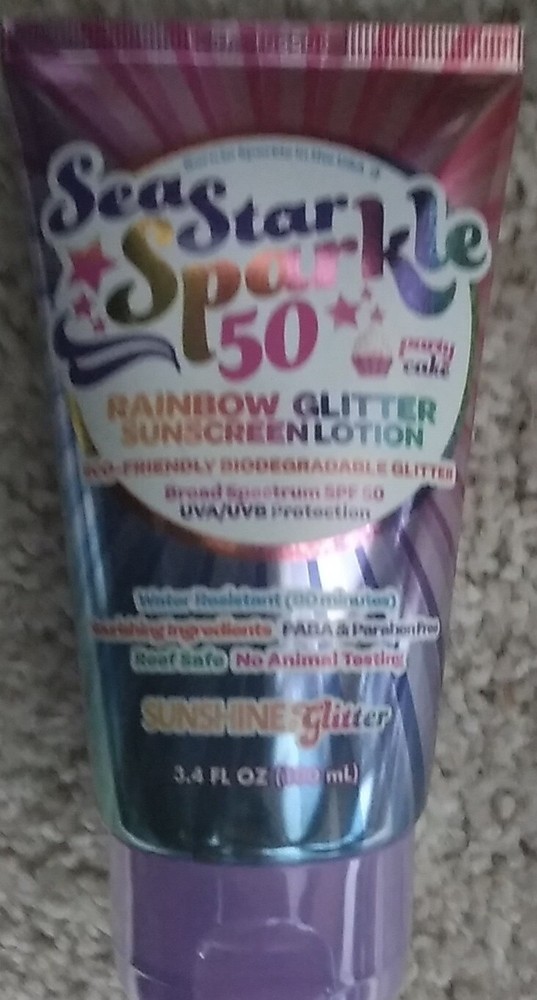 Sea Star
Sparkle
50
party
cake
RAINBOW GLITTER
SUNSCREEN LOTION
ECO-FRIENDLY BIODEGRADABLE GLITTER
Broad Spectrum SPF 50
UVA/UVB Protection
Water Resistant (80 minutes)
Nourishing Ingredients PABA & Paraben Free
Reef Safe No Animal Testing
SUNSHINE & Glitter
3.4 FL OZ (100 mL)